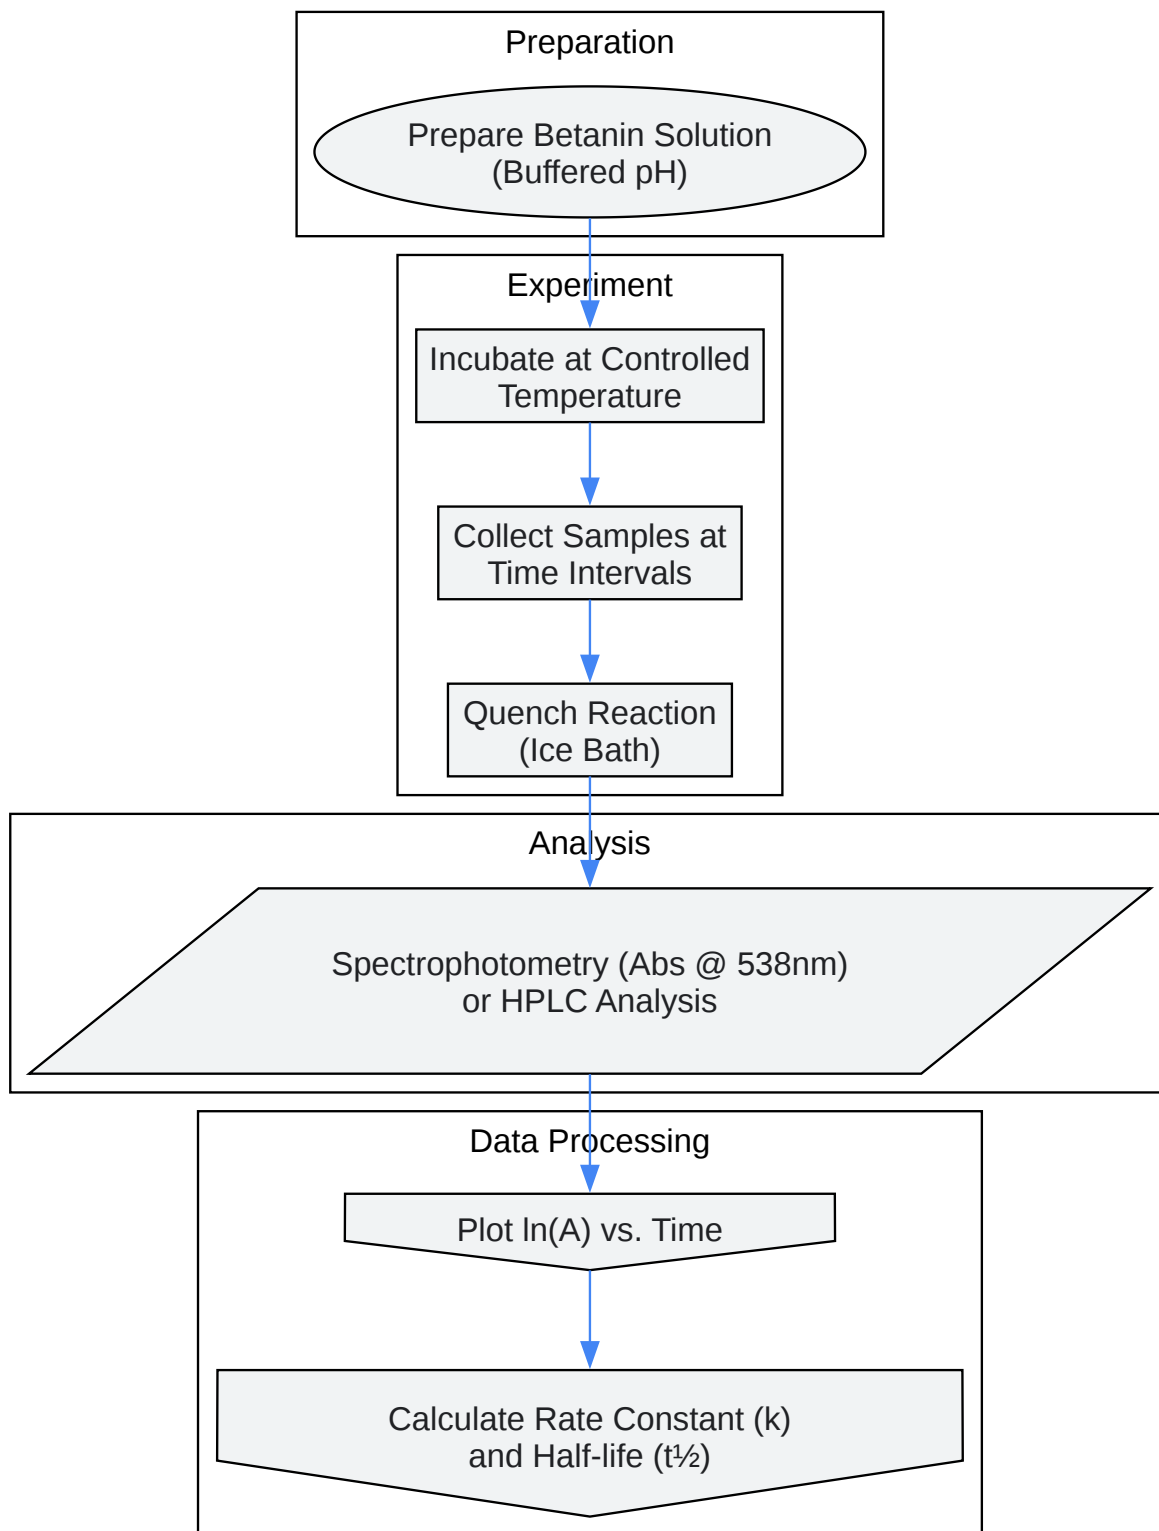 Preparation
Prepare Betanin Solution
(Buffered pH)
Experiment
Incubate at Controlled
Temperature
Collect Samples at
Time Intervals
Quench Reaction
(Ice Bath)
Analysis
Spectrophotometry (Abs @ 538nm)
or HPLC Analysis
Data Processing
Plot ln(A) vs. Time
Calculate Rate Constant (k)
and Half-life (t½)